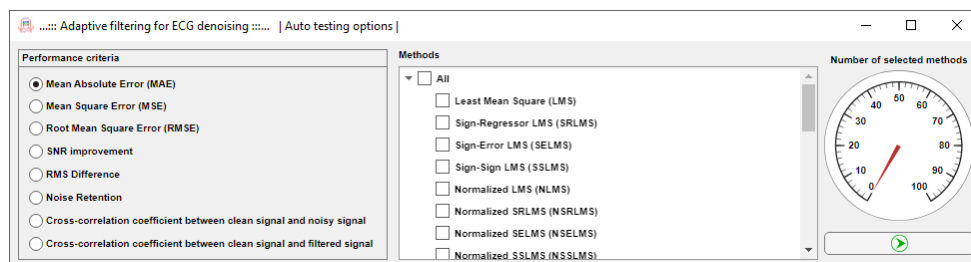 ...::: Adaptive filtering for ECG denoising :::... | Auto testing options |
Performance criteria
Mean Absolute Error (MAE)
Mean Square Error (MSE)
Root Mean Square Error (RMSE)
SNR improvement
RMS Difference
Noise Retention
Cross-correlation coefficient between clean signal and noisy signal
Cross-correlation coefficient between clean signal and filtered signal
Methods
All
Least Mean Square (LMS)
Sign-Regressor LMS (SRLMS)
Sign-Error LMS (SELMS)
Sign-Sign LMS (SSLMS)
Normalized LMS (NLMS)
Normalized SRLMS (NSRLMS)
Normalized SELMS (NSELMS)
Normalized SSLMS (NSSLMS)
Number of selected methods
0
10
20
30
40
50
60
70
80
90
100